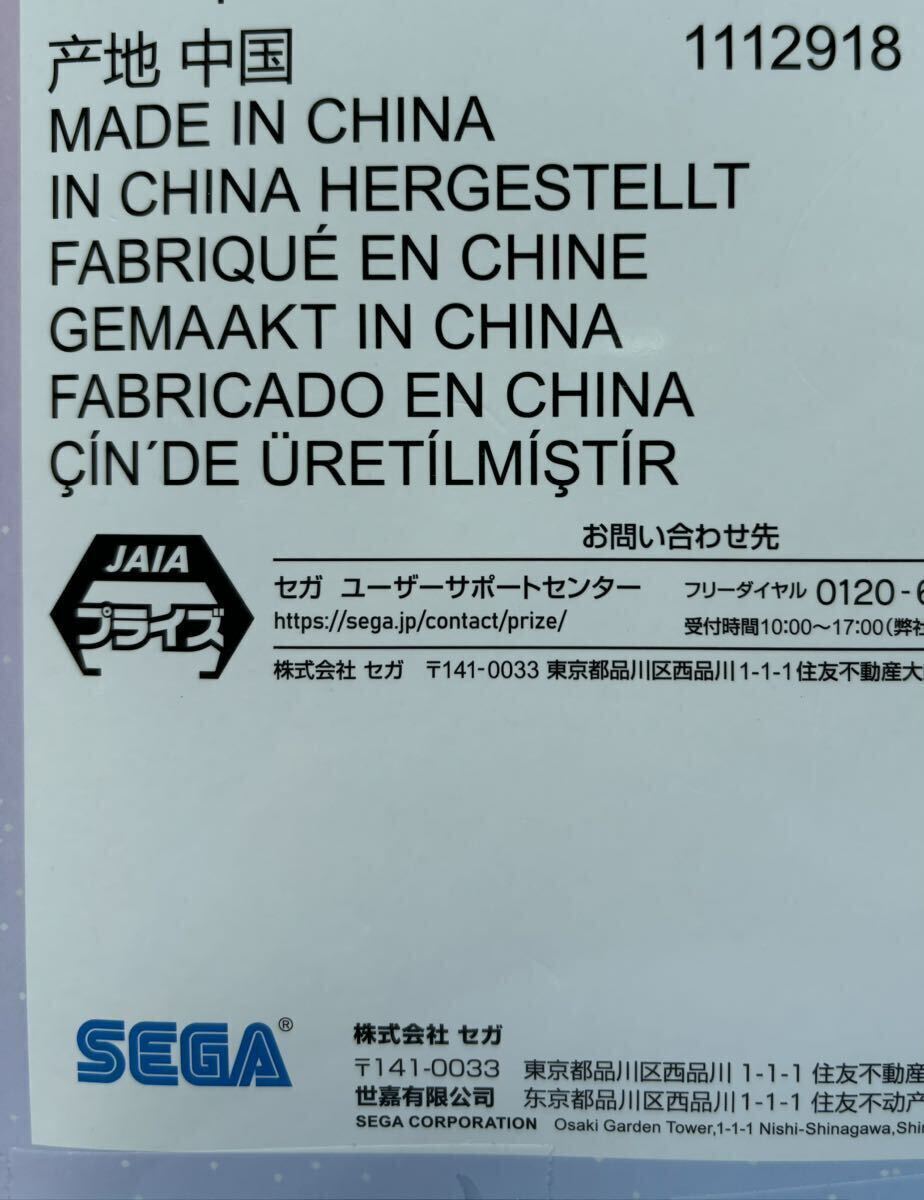 产地 中国 1112918
MADE IN CHINA
IN CHINA HERGESTELLT
FABRIQUÉ EN CHINE
GEMAAKT IN CHINA
FABRICADO EN CHINA
ÇÍN´DE ÜRETÍLMÍŞTÍR
JAIA
プライズ
お問い合わせ先
セガ ユーザーサポートセンター フリーダイヤル 0120-6
https://sega.jp/contact/prize/ 受付時間10:00～17:00(弊社
株式会社 セガ 〒141-0033 東京都品川区西品川1-1-1住友不動産大
SEGA®
株式会社 セガ
〒141-0033 東京都品川区西品川 1-1-1 住友不動産
世嘉有限公司 东京都品川区西品川 1-1-1 住友不动产
SEGA CORPORATION Osaki Garden Tower,1-1-1 Nishi-Shinagawa,Shin